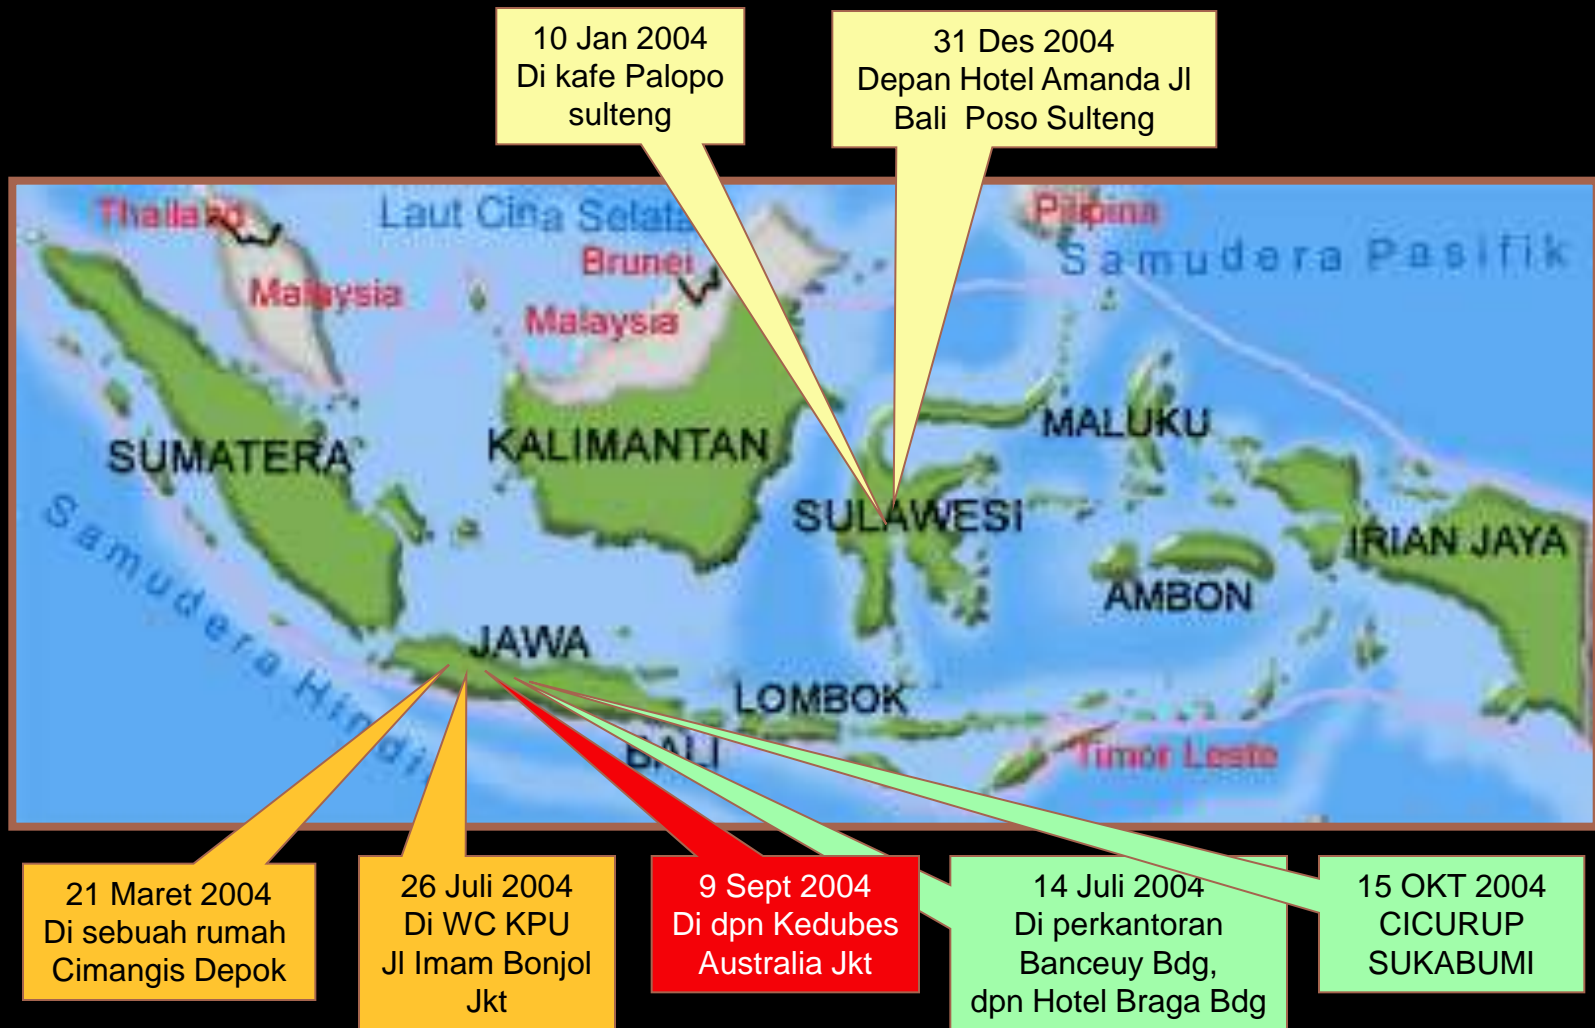 10 Jan 2004
Di kafe Palopo
sulteng
31 Des 2004
Depan Hotel Amanda Jl
Bali Poso Sulteng
Thailand
Laut Cina Selata
Pilipina
Samudera Pasifik
Brunei
Malaysia
Malaysia
SUMATERA
KALIMANTAN
MALUKU
SULAWESI
IRIAN JAYA
AMBON
Samudera Hindi
JAWA
LOMBOK
BALI
Timor Leste
21 Maret 2004
Di sebuah rumah
Cimangis Depok
26 Juli 2004
Di WC KPU
Jl Imam Bonjol
Jkt
9 Sept 2004
Di dpn Kedubes
Australia Jkt
14 Juli 2004
Di perkantoran
Banceuy Bdg,
dpn Hotel Braga Bdg
15 OKT 2004
CICURUP
SUKABUMI